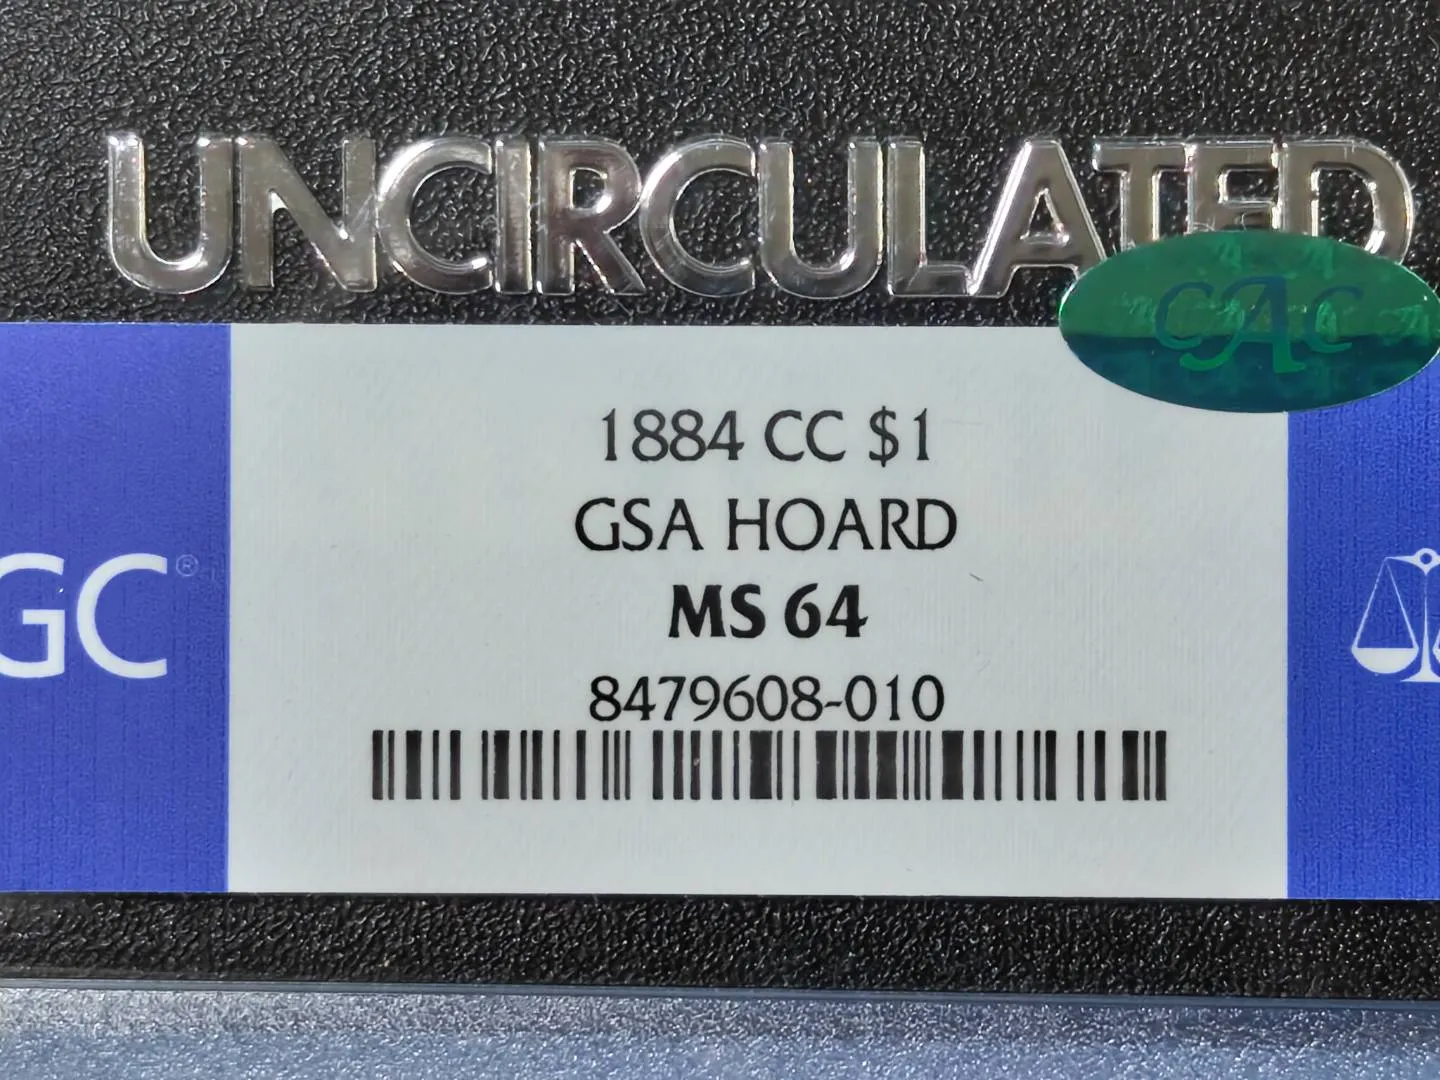 UNCIRCULATED
CAC
1884 CC $1
GSA HOARD
GC®
MS 64
8479608-010